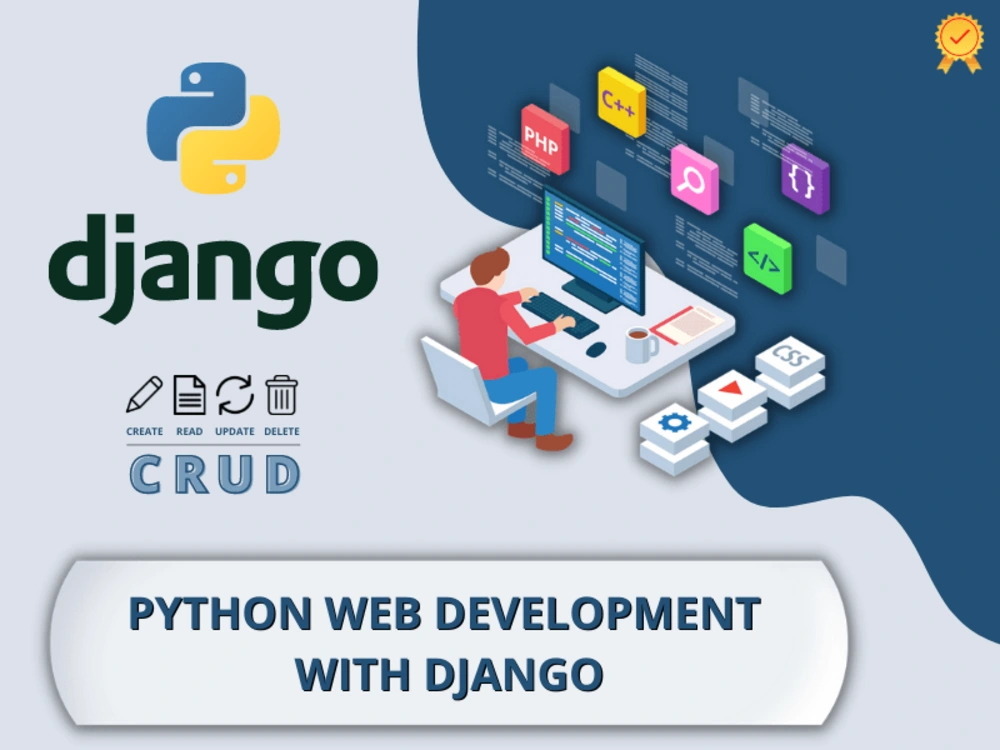 django
CREATE READ UPDATE DELETE
CRUD
PHP
C++
{}
</>
CSS
PYTHON WEB DEVELOPMENT
WITH DJANGO